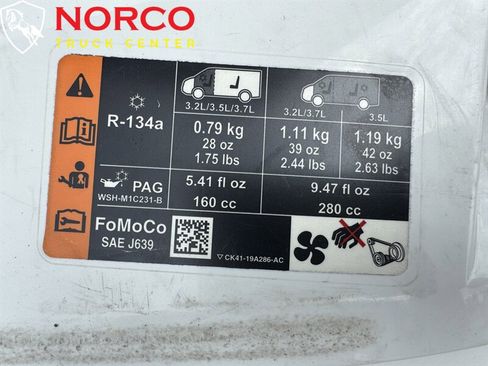 NORCO
TRUCK CENTER
3.2L/3.5L/3.7L 3.2L/3.7L 3.5L
R-134a 0.79 kg 1.11 kg 1.19 kg
28 oz 39 oz 42 oz
1.75 lbs 2.44 lbs 2.63 lbs
PAG 5.41 fl oz 9.47 fl oz
WSH-M1C231-B 160 cc 280 cc
FoMoCo
SAE J639
CK41-19A286-AC